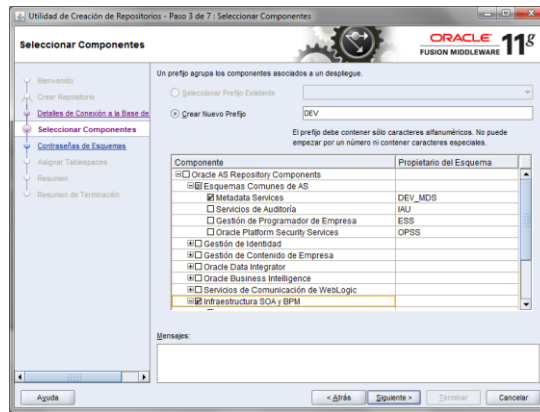 Utilidad de Creación de Repositorios - Paso 3 de 7 : Seleccionar Componentes
Seleccionar Componentes
ORACLE
FUSION MIDDLEWARE 11g
Bienvenido
Crear Repositorio
Detalles de Conexión a la Base de
Seleccionar Componentes
Contraseñas de Esquemas
Asignar Tablespaces
Resumen
Resumen de Terminación
Un prefijo agrupa los componentes asociados a un despliegue.
Seleccionar Prefijo Existente
Crear Nuevo Prefijo DEV
El prefijo debe contener sólo caracteres alfanuméricos. No puede
empezar por un número ni contener caracteres especiales.
Componente Propietario del Esquema
Oracle AS Repository Components
Esquemas Comunes de AS
Metadata Services DEV_MDS
Servicios de Auditoría IAU
Gestión de Programador de Empresa ESS
Oracle Platform Security Services OPSS
Gestión de Identidad
Gestión de Contenido de Empresa
Oracle Data Integrator
Oracle Business Intelligence
Servicios de Comunicación de WebLogic
Infraestructura SOA y BPM
Mensajes:
Ayuda
< Atrás
Siguiente >
Terminar
Cancelar